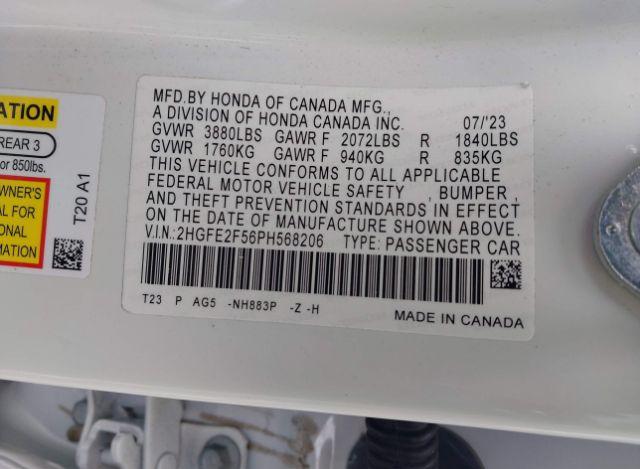 ATION
REAR 3
or 850lbs.
WNER'S
AL FOR
IONAL
MATION
T20 A1
MFD.BY HONDA OF CANADA MFG.,
A DIVISION OF HONDA CANADA INC. 07/'23
GVWR 3880LBS GAWR F 2072LBS R 1840LBS
GVWR 1760KG GAWR F 940KG R 835KG
THIS VEHICLE CONFORMS TO ALL APPLICABLE
FEDERAL MOTOR VEHICLE SAFETY , BUMPER ,
AND THEFT PREVENTION STANDARDS IN EFFECT
ON THE DATE OF MANUFACTURE SHOWN ABOVE.
V.I.N.:2HGFE2F56PH568206 TYPE: PASSENGER CAR
T23 P AG5 -NH883P -Z -H
MADE IN CANADA